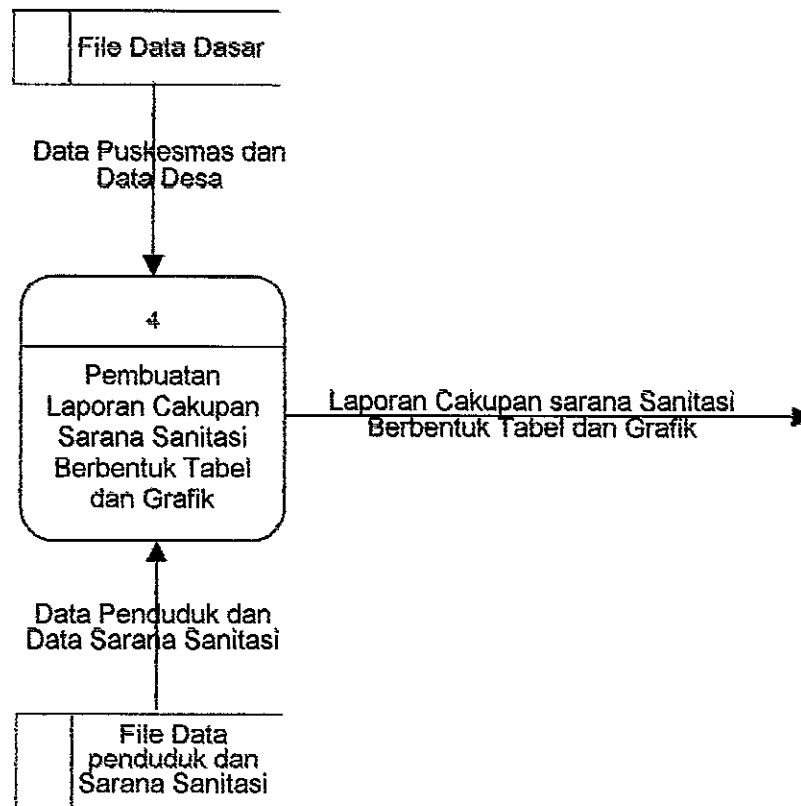 File Data Dasar
Data Puskesmas dan
Data Desa
4
Pembuatan
Laporan Cakupan
Sarana Sanitasi
Berbentuk Tabel
dan Grafik
Laporan Cakupan sarana Sanitasi
Berbentuk Tabel dan Grafik
Data Penduduk dan
Data Sarana Sanitasi
File Data
penduduk dan
Sarana Sanitasi